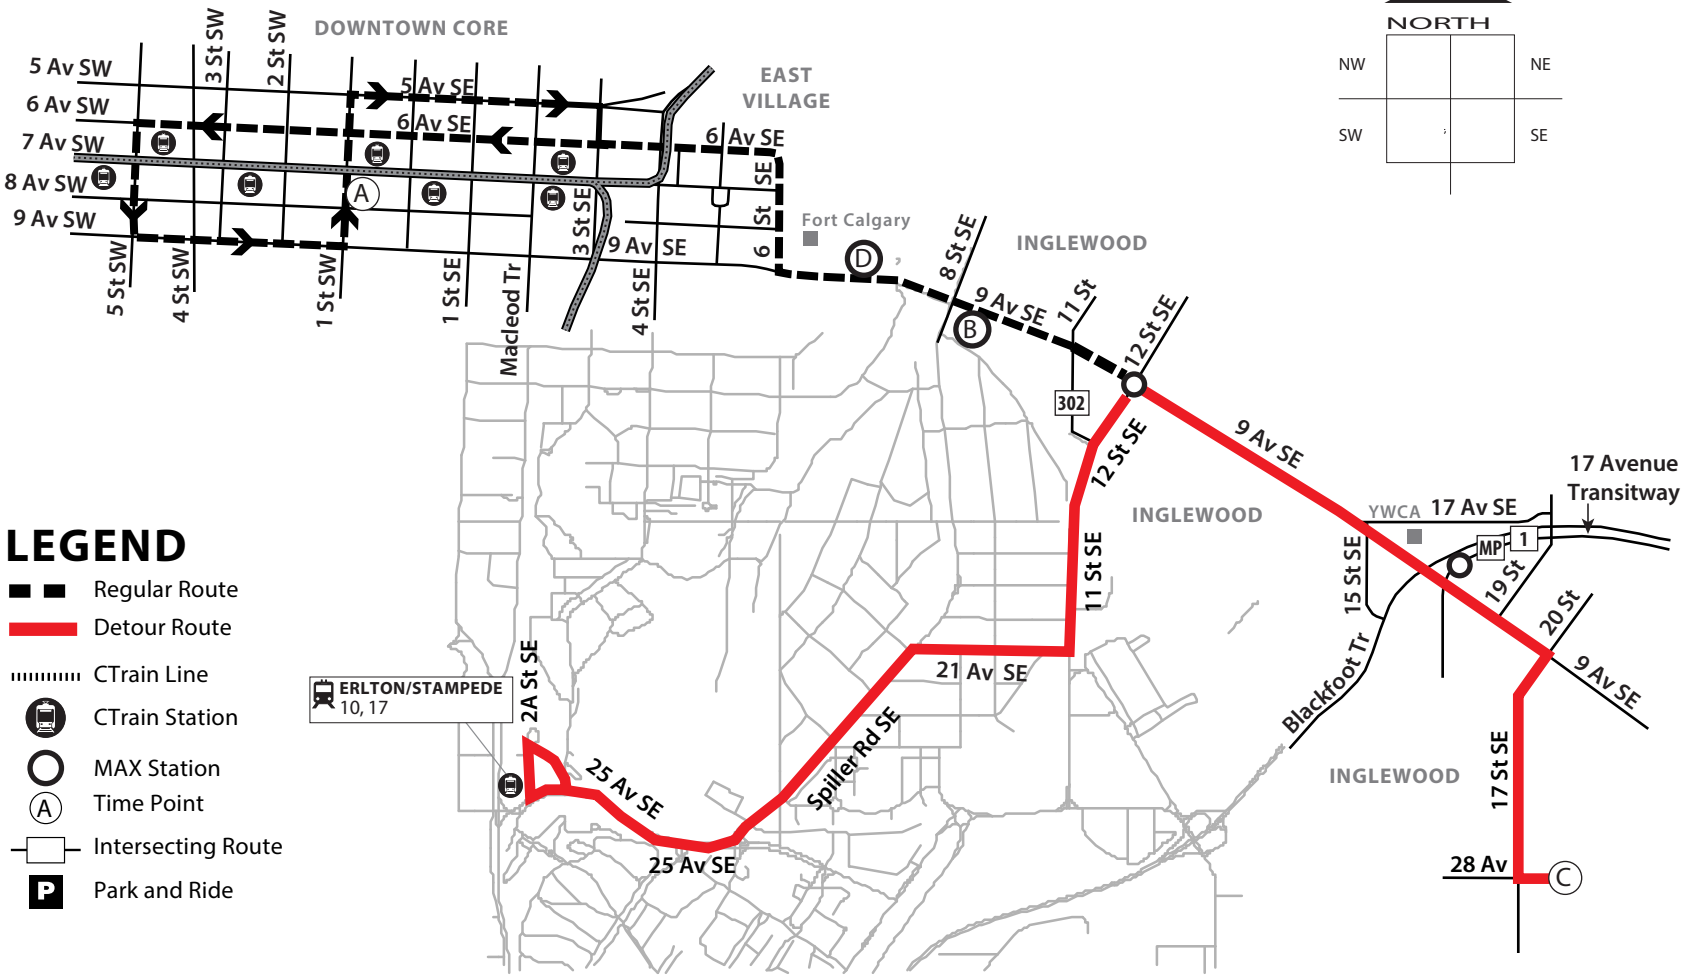 DOWNTOWN CORE
3 St SW
2 St SW
5 Av SW
6 Av SW
7 Av SW
8 Av SW
9 Av SW
5 Av SE
6 Av SE
EAST
VILLAGE
6 Av SE
6 St SE
A
5 St SW
4 St SW
1 St SW
1 St SE
Macleod Tr
3 St SE
9 Av SE
4 St SE
Fort Calgary
D
8 St SE
INGLEWOOD
9 Av SE
B
11 St
12 St SE
302
12 St SE
NORTH
NW
NE
SW
SE
9 Av SE
17 Avenue
Transitway
YWCA
17 Av SE
INGLEWOOD
MP
1
15 St SE
19 St
20 St
9 Av SE
Blackfoot Tr
11 St SE
21 Av SE
Spiller Rd SE
INGLEWOOD
17 St SE
28 Av
C
2A St SE
ERLTON/STAMPEDE
10, 17
25 Av SE
25 Av SE
LEGEND
Regular Route
Detour Route
CTrain Line
CTrain Station
MAX Station
A Time Point
Intersecting Route
P Park and Ride